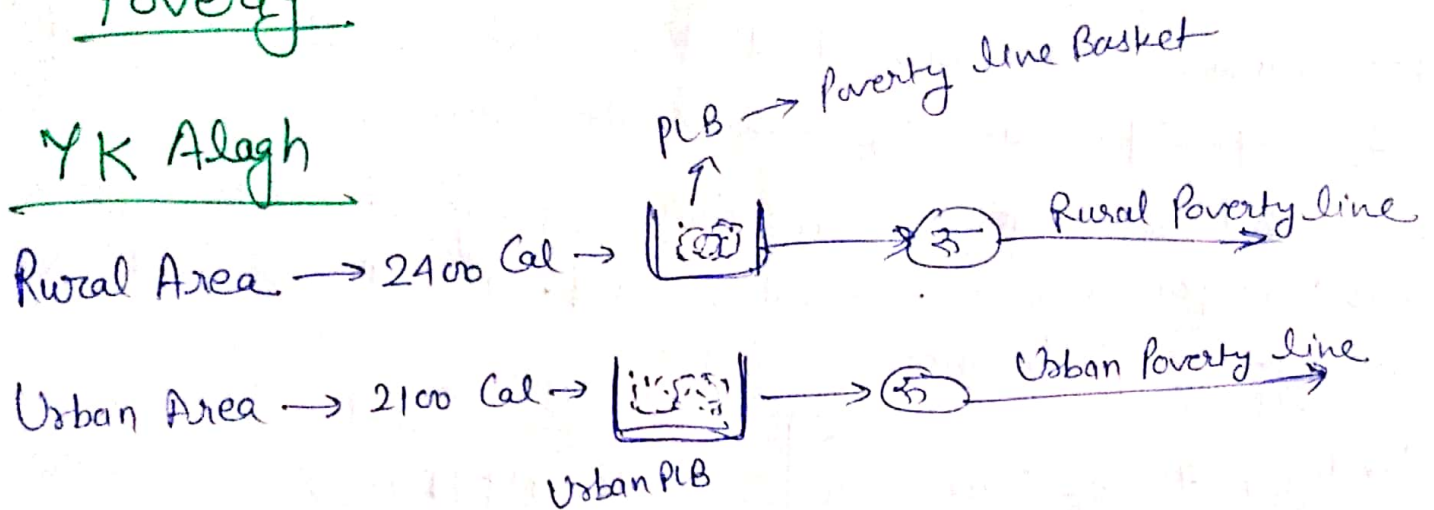 Poverty
PLB → Poverty line Basket
YK Alagh
Rural Area → 2400 Cal → → ₹ → Rural Poverty line
Urban Area → 2100 Cal → → ₹ → Urban Poverty line
Urban PLB